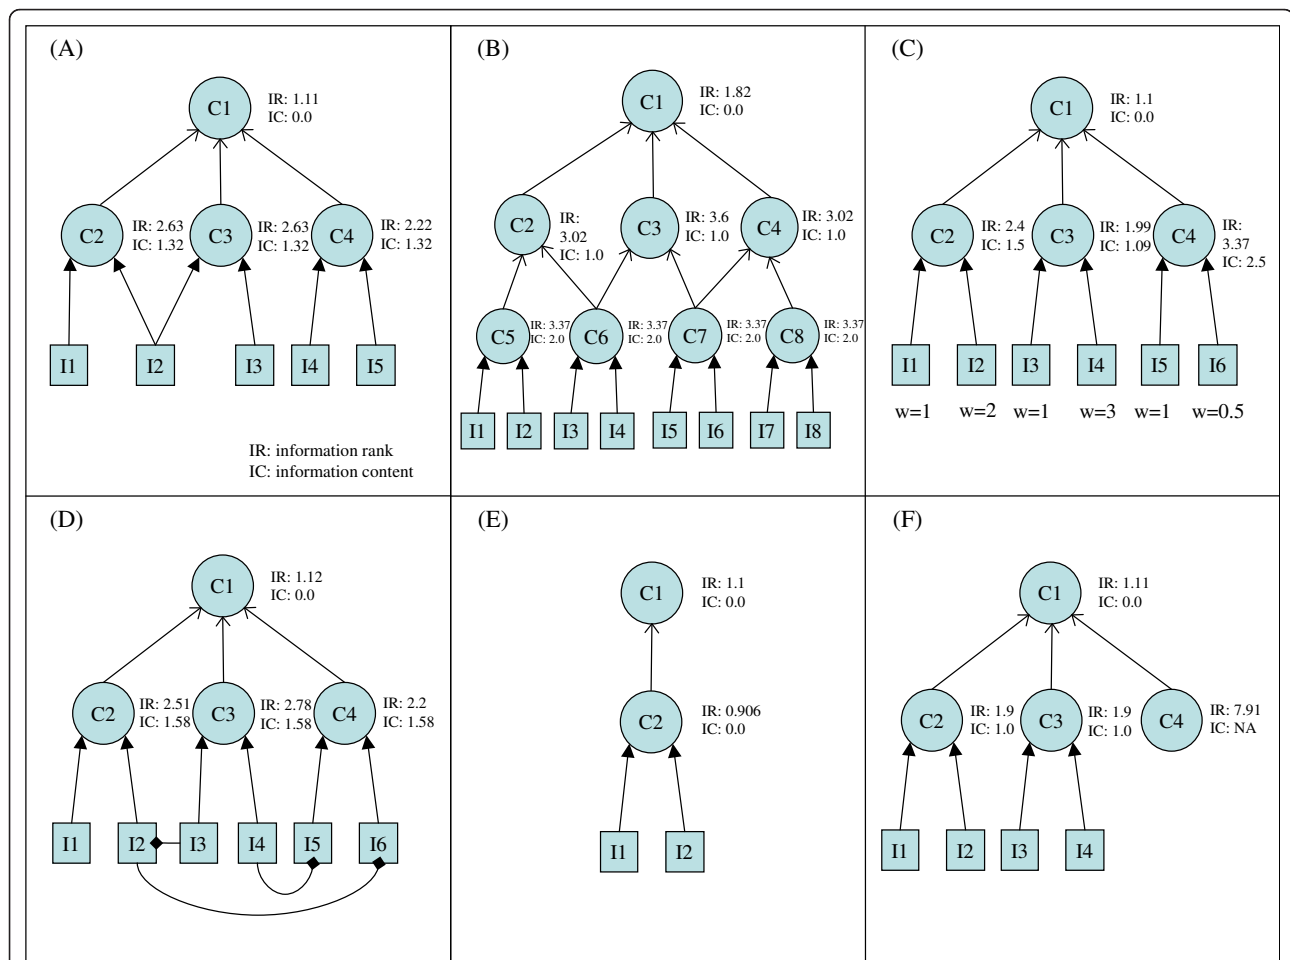 (A)
C1
IR: 1.11
IC: 0.0
C2
IR: 2.63
IC: 1.32
C3
IR: 2.63
IC: 1.32
C4
IR: 2.22
IC: 1.32
I1
I2
I3
I4
I5
IR: information rank
IC: information content
(B)
C1
IR: 1.82
IC: 0.0
C2
IR:
3.02
IC: 1.0
C3
IR: 3.6
IC: 1.0
C4
IR: 3.02
IC: 1.0
C5
IR: 3.37
IC: 2.0
C6
IR: 3.37
IC: 2.0
C7
IR: 3.37
IC: 2.0
C8
IR: 3.37
IC: 2.0
I1
I2
I3
I4
I5
I6
I7
I8
(C)
C1
IR: 1.1
IC: 0.0
C2
IR: 2.4
IC: 1.5
C3
IR: 1.99
IC: 1.09
C4
IR:
3.37
IC: 2.5
I1
I2
I3
I4
I5
I6
w=1
w=2
w=1
w=3
w=1
w=0.5
(D)
C1
IR: 1.12
IC: 0.0
C2
IR: 2.51
IC: 1.58
C3
IR: 2.78
IC: 1.58
C4
IR: 2.2
IC: 1.58
I1
I2
I3
I4
I5
I6
(E)
C1
IR: 1.1
IC: 0.0
C2
IR: 0.906
IC: 0.0
I1
I2
(F)
C1
IR: 1.11
IC: 0.0
C2
IR: 1.9
IC: 1.0
C3
IR: 1.9
IC: 1.0
C4
IR: 7.91
IC: NA
I1
I2
I3
I4